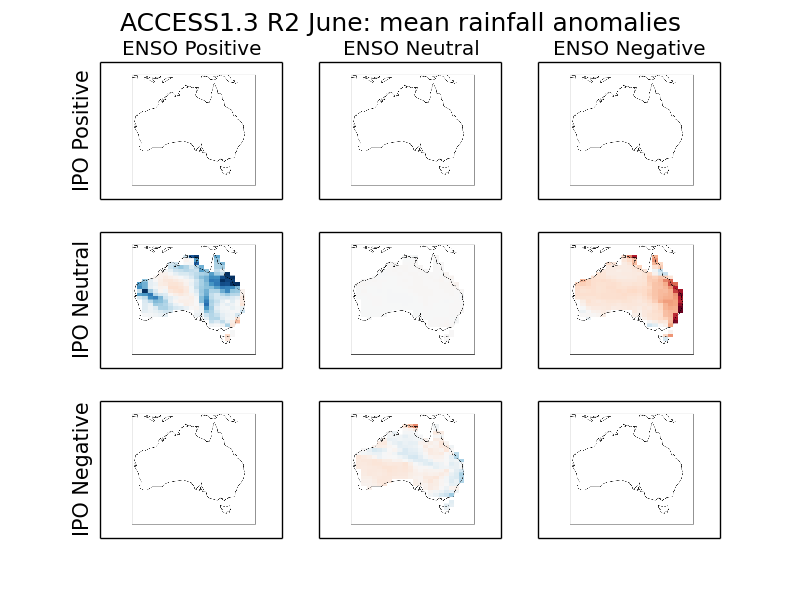 ACCESS1.3 R2 June: mean rainfall anomalies
ENSO Positive
ENSO Neutral
ENSO Negative
IPO Positive
IPO Neutral
IPO Negative